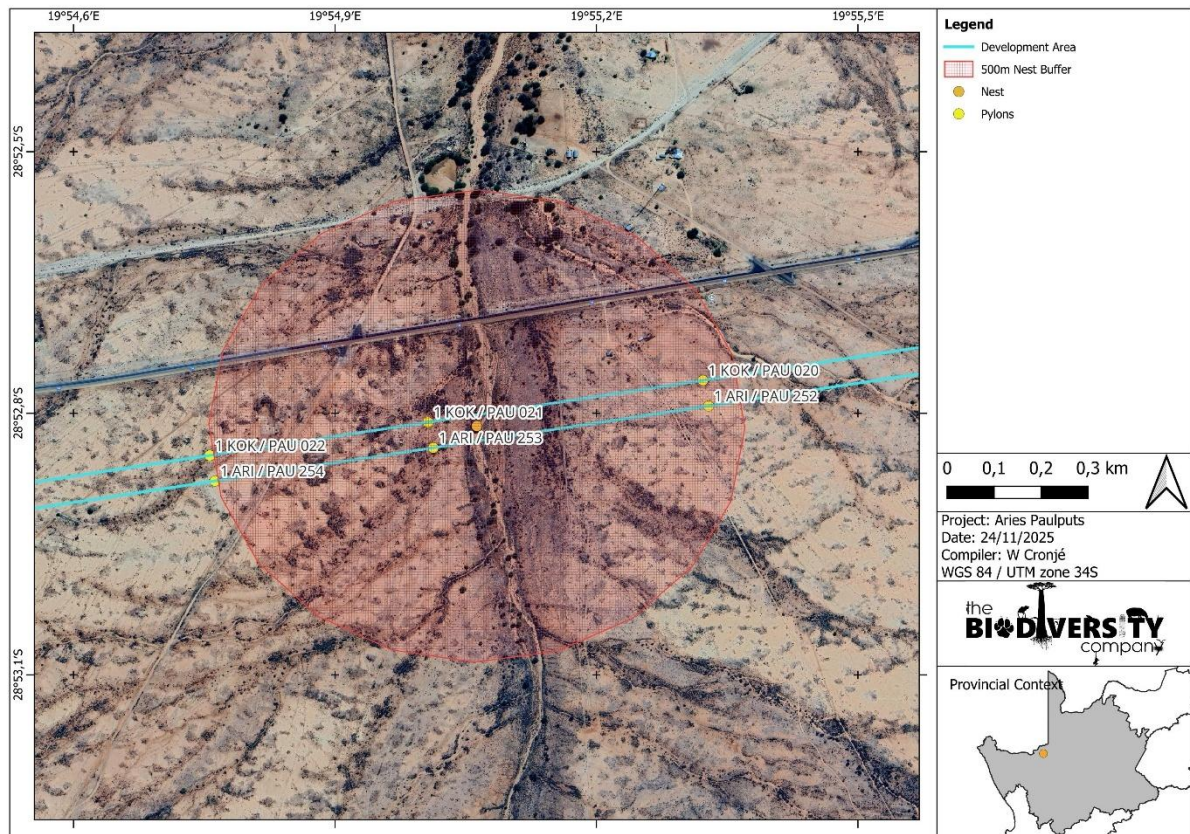 19°54,6'E
19°54,9'E
19°55,2'E
19°55,5'E
28°52,5'S
28°52,8'S
28°53,1'S
1 KOK / PAU 020
1 ARI / PAU 252
1 KOK / PAU 021
1 ARI / PAU 253
1 KOK / PAU 022
1 ARI / PAU 254
Legend
Development Area
500m Nest Buffer
Nest
Pylons
0 0,1 0,2 0,3 km
Project: Aries Paulputs
Date: 24/11/2025
Compiler: W Cronjé
WGS 84 / UTM zone 34S
the
BIODIVERSITY
company
Provincial Context